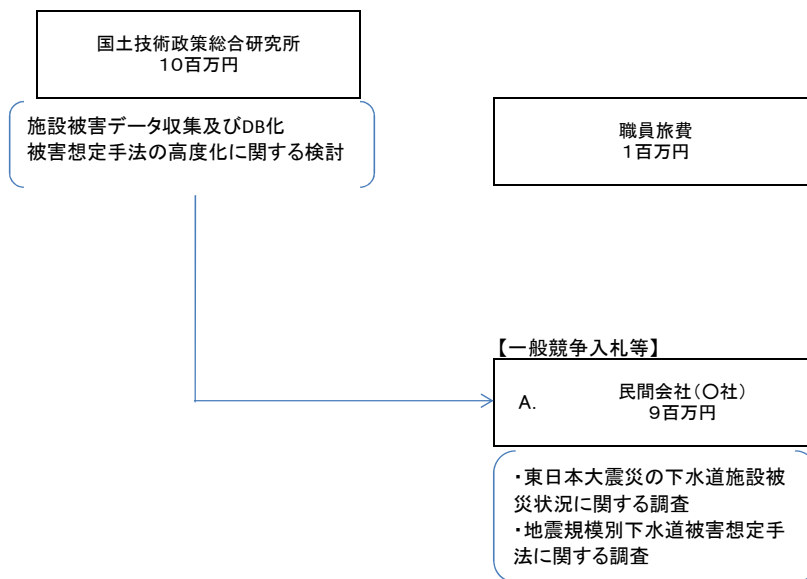 国土技術政策総合研究所
10百万円
施設被害データ収集及びDB化
被害想定手法の高度化に関する検討
職員旅費
1百万円
【一般競争入札等】
A. 民間会社(○社)
9百万円
・東日本大震災の下水道施設被
災状況に関する調査
・地震規模別下水道被害想定手
法に関する調査